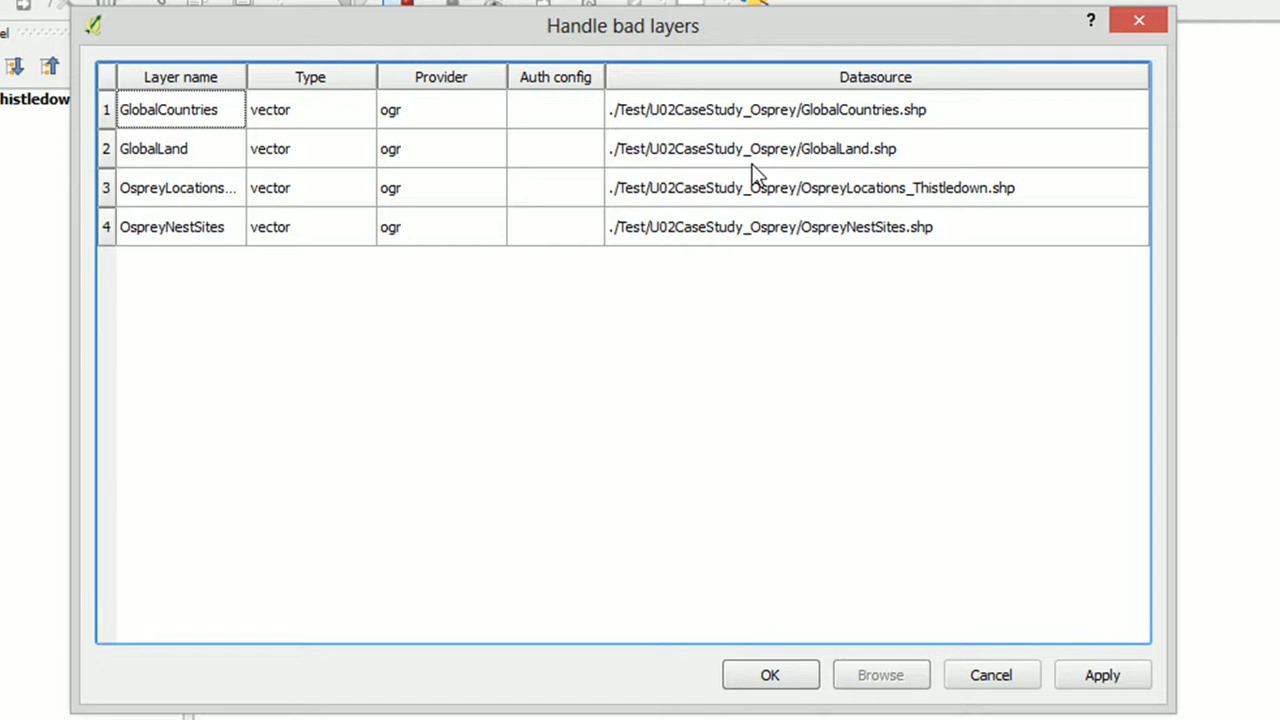 Handle bad layers
?
el
histledow
Layer name Type Provider Auth config Datasource
1 GlobalCountries vector ogr ./Test/U02CaseStudy_Osprey/GlobalCountries.shp
2 GlobalLand vector ogr ./Test/U02CaseStudy_Osprey/GlobalLand.shp
3 OspreyLocations... vector ogr ./Test/U02CaseStudy_Osprey/OspreyLocations_Thistledown.shp
4 OspreyNestSites vector ogr ./Test/U02CaseStudy_Osprey/OspreyNestSites.shp
OK Browse Cancel Apply